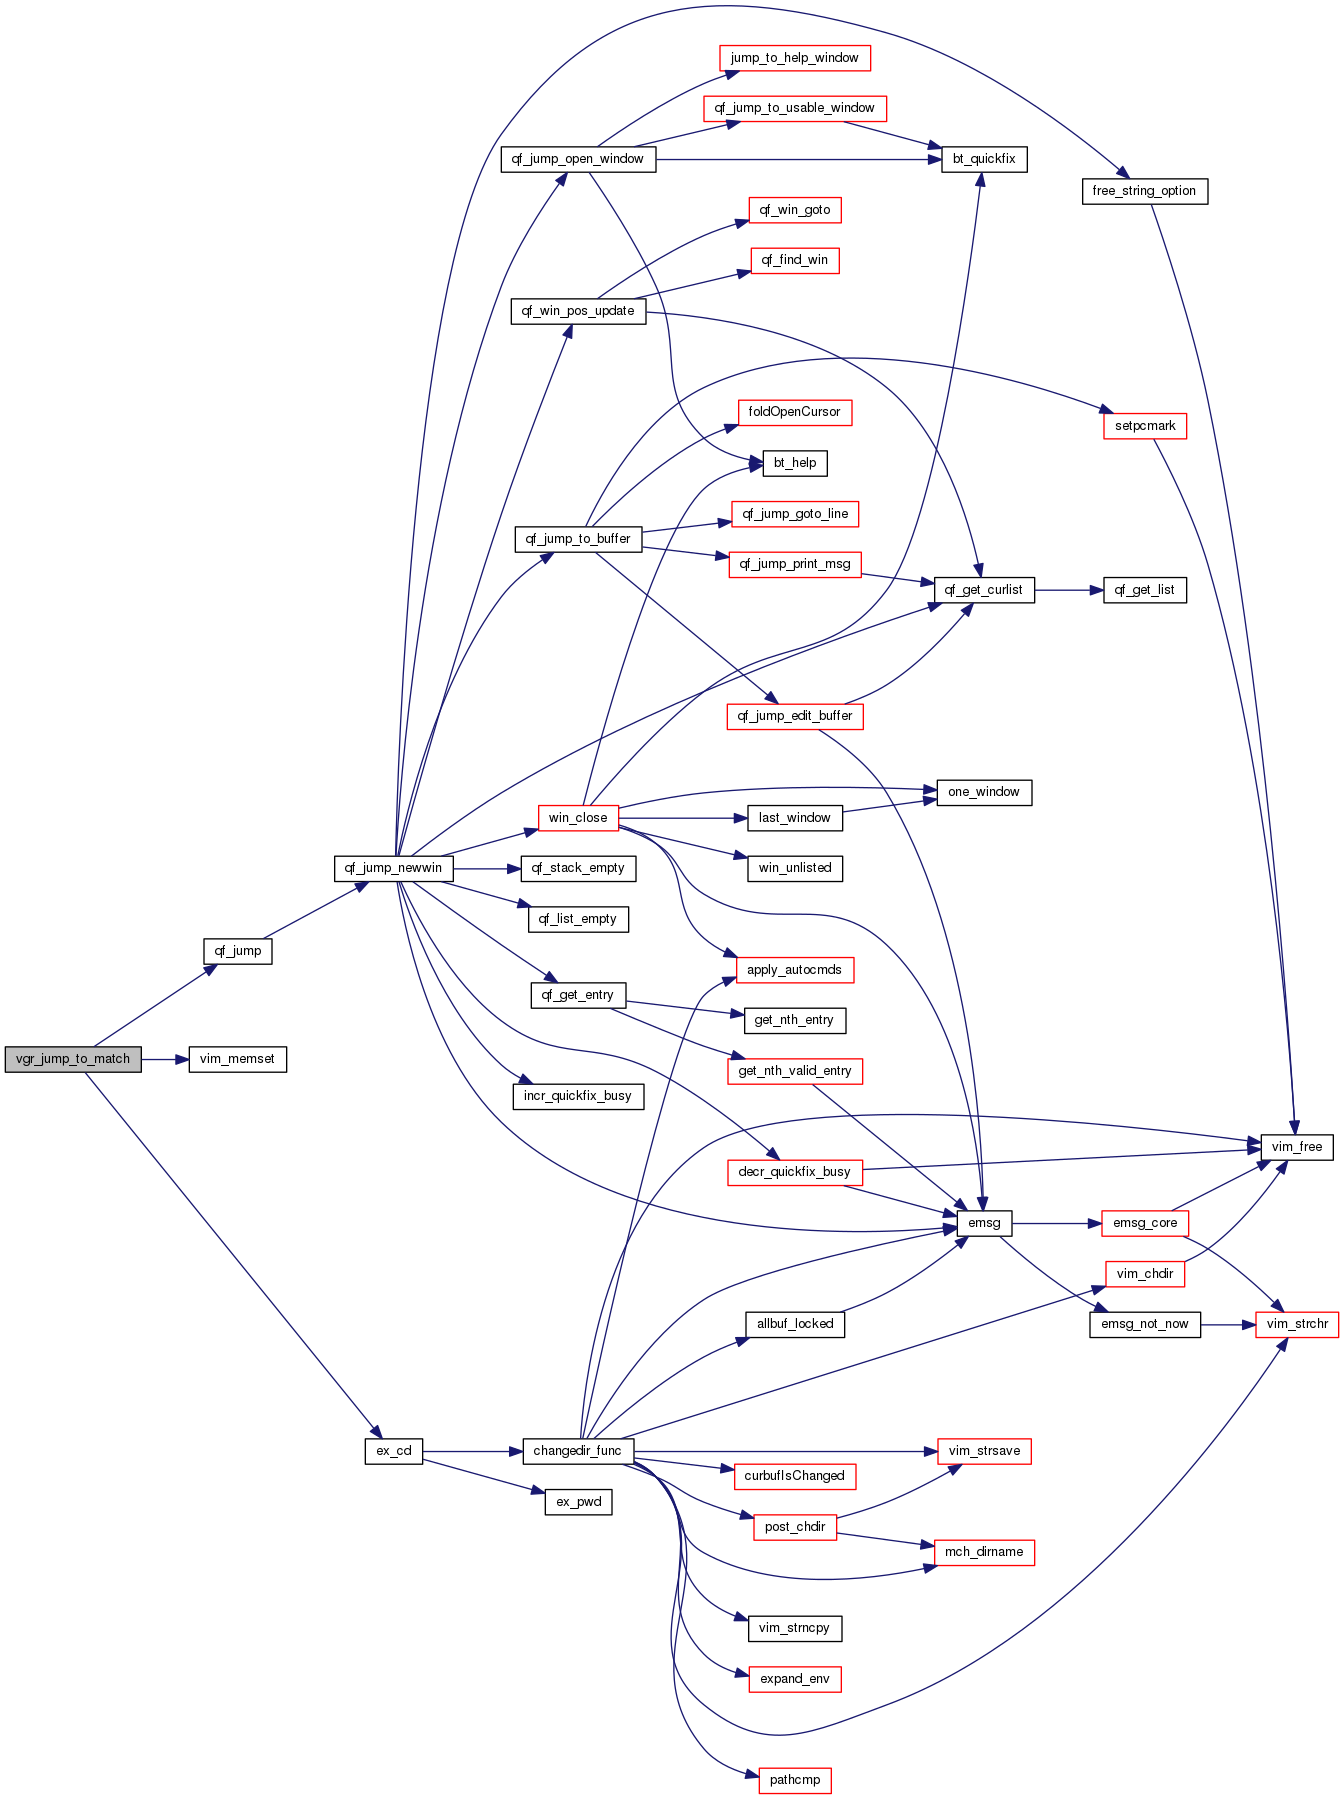 jump_to_help_window
qf_jump_to_usable_window
qf_jump_open_window
bt_quickfix
free_string_option
qf_win_goto
qf_find_win
qf_win_pos_update
foldOpenCursor
setpcmark
bt_help
qf_jump_goto_line
qf_jump_to_buffer
qf_jump_print_msg
qf_get_curlist
qf_get_list
qf_jump_edit_buffer
one_window
win_close
last_window
qf_jump_newwin
qf_stack_empty
win_unlisted
qf_list_empty
qf_jump
apply_autocmds
qf_get_entry
get_nth_entry
vgr_jump_to_match
vim_memset
get_nth_valid_entry
incr_quickfix_busy
vim_free
decr_quickfix_busy
emsg
emsg_core
vim_chdir
allbuf_locked
emsg_not_now
vim_strchr
ex_cd
changedir_func
vim_strsave
curbufIsChanged
ex_pwd
post_chdir
mch_dirname
vim_strncpy
expand_env
pathcmp